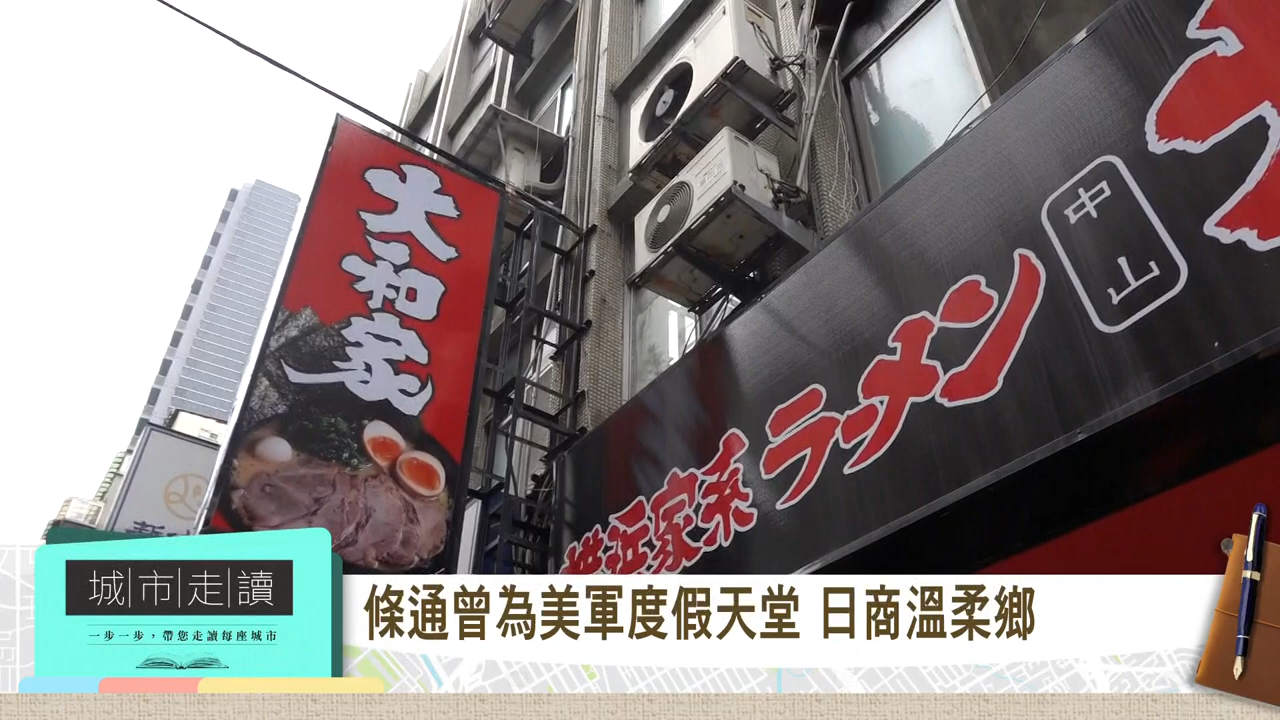 大和家
横浜家系ラーメン
中山
城市走讀
一步一步，帶您走讀每座城市
條通曾為美軍度假天堂 日商溫柔鄉